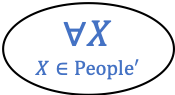 ∀X
X ∈ People′